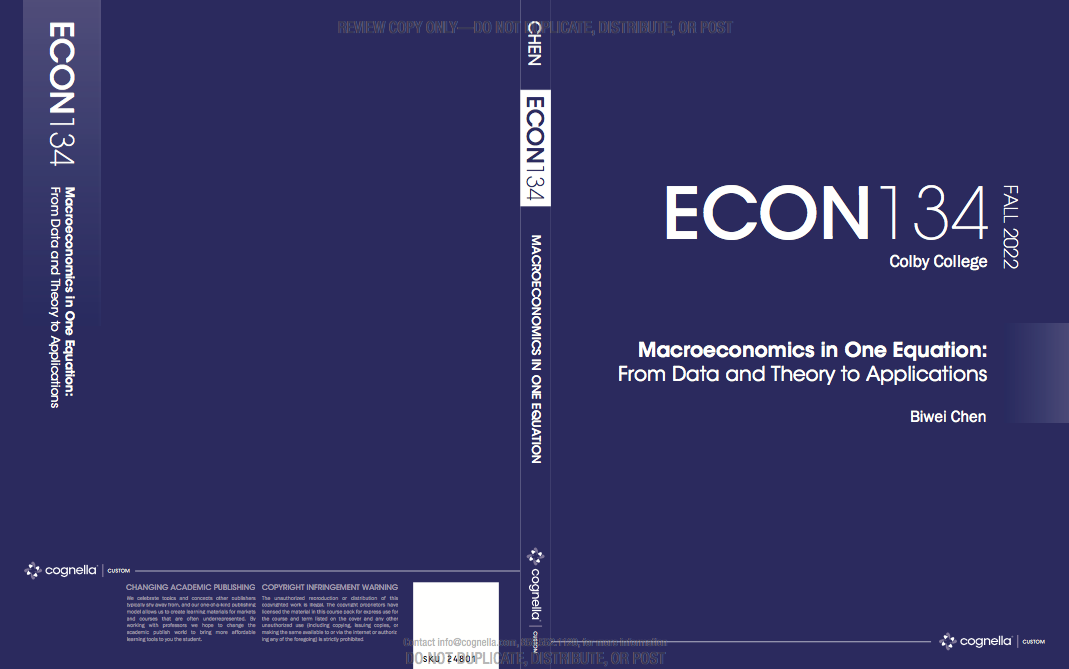 REVIEW COPY ONLY—DO NOT DUPLICATE, DISTRIBUTE, OR POST
ECON134
Macroeconomics in One Equation:
From Data and Theory to Applications
cognella | CUSTOM
CHANGING ACADEMIC PUBLISHING
We celebrate topics and concepts other publishers
typically shy away from, and our one-of-a-kind publishing
model allows us to create learning materials for markets
and courses that are often underrepresented. By
working with professors we hope to change the
academic publish world to bring more affordable
learning tools to you the student.
COPYRIGHT INFRINGEMENT WARNING
The unauthorized reproduction or distribution of this
copyrighted work is illegal. The copyright proprietors have
licensed the material in this course pack for express use for
the course and term listed on the cover and any other
unauthorized use (including copying, issuing copies, or
making the same available to or via the internet or authoriz
ing any of the foregoing) is strictly prohibited.
SKU 24801
CHEN
ECON134
MACROECONOMICS IN ONE EQUATION
cognella
CUSTOM
ECON134
FALL 2022
Colby College
Macroeconomics in One Equation:
From Data and Theory to Applications
Biwei Chen
cognella | CUSTOM
Contact info@cognella.com, for more information
DO NOT DUPLICATE, DISTRIBUTE, OR POST